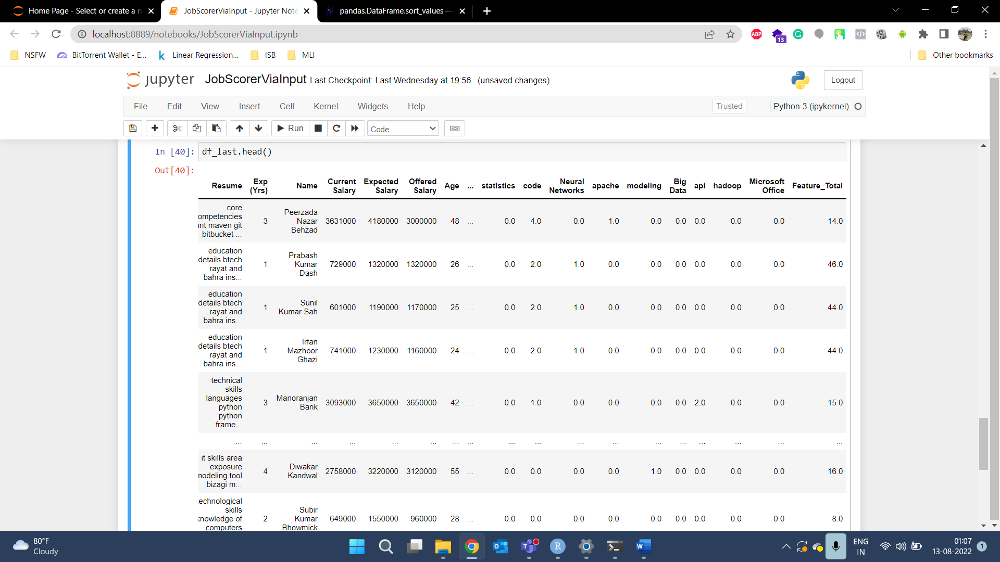 Home Page - Select or create a n
JobScorerViaInput - Jupyter Note
pandas.DataFrame.sort_values —
localhost:8889/notebooks/JobScorerViaInput.ipynb
ABP
13
NSFW
BitTorrent Wallet - E...
Linear Regression...
ISB
MLI
Other bookmarks
jupyter
JobScorerViaInput Last Checkpoint: Last Wednesday at 19:56 (unsaved changes)
Logout
File Edit View Insert Cell Kernel Widgets Help
Trusted
Python 3 (ipykernel)
Run
Code
In [40]: df_last.head()
Out[40]:
Resume Exp (Yrs) Name Current Salary Expected Salary Offered Salary Age ... statistics code Neural Networks apache modeling Big Data api hadoop Microsoft Office Feature_Total
core ompetencies nt maven git bitbucket ... 3 Peerzada Nazar Behzad 3631000 4180000 3000000 48 ... 0.0 4.0 0.0 1.0 0.0 0.0 0.0 0.0 0.0 14.0
education details btech rayat and bahra ins... 1 Prabash Kumar Dash 729000 1320000 1320000 26 ... 0.0 2.0 1.0 0.0 0.0 0.0 0.0 0.0 0.0 46.0
education details btech rayat and bahra ins... 1 Sunil Kumar Sah 601000 1190000 1170000 25 ... 0.0 2.0 1.0 0.0 0.0 0.0 0.0 0.0 0.0 44.0
education details btech rayat and bahra ins... 1 Irfan Mazhoor Ghazi 741000 1230000 1160000 24 ... 0.0 2.0 1.0 0.0 0.0 0.0 0.0 0.0 0.0 44.0
technical skills languages python python frame... 3 Manoranjan Barik 3093000 3650000 3650000 42 ... 0.0 1.0 0.0 0.0 0.0 0.0 2.0 0.0 0.0 15.0
... ... ... ... ... ... ... ... ... ... ... ... ... ... ... ... ... ...
it skills area exposure modeling tool bizagi m... 4 Diwakar Kandwal 2758000 3220000 3120000 55 ... 0.0 0.0 0.0 0.0 1.0 0.0 0.0 0.0 0.0 16.0
echnological skills knowledge of computers 2 Subir Kumar Bhowmick 649000 1550000 960000 28 ... 0.0 0.0 0.0 0.0 0.0 0.0 0.0 0.0 0.0 8.0
80°F
Cloudy
ENG
IN
01:07
13-08-2022
1